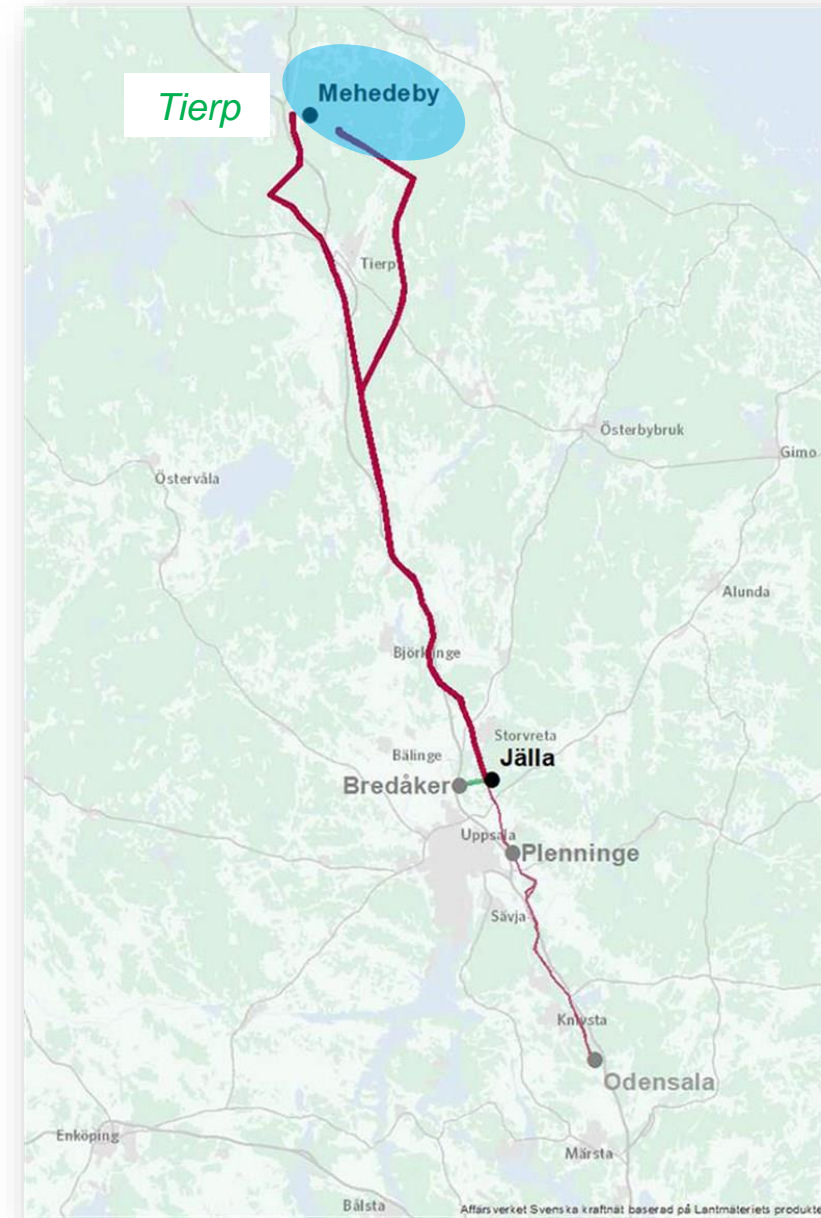 Mehedeby
Tierp
Tierp
Österbybruk
Gimo
Östervåla
Alunda
Björklinge
Storvreta
Bälinge
Jälla
Bredåker
Uppsala
Plenninge
Sävja
Knivsta
Odensala
Enköping
Märsta
Bålsta
Affärsverket Svenska kraftnät baserad på Lantmäteriets produkte